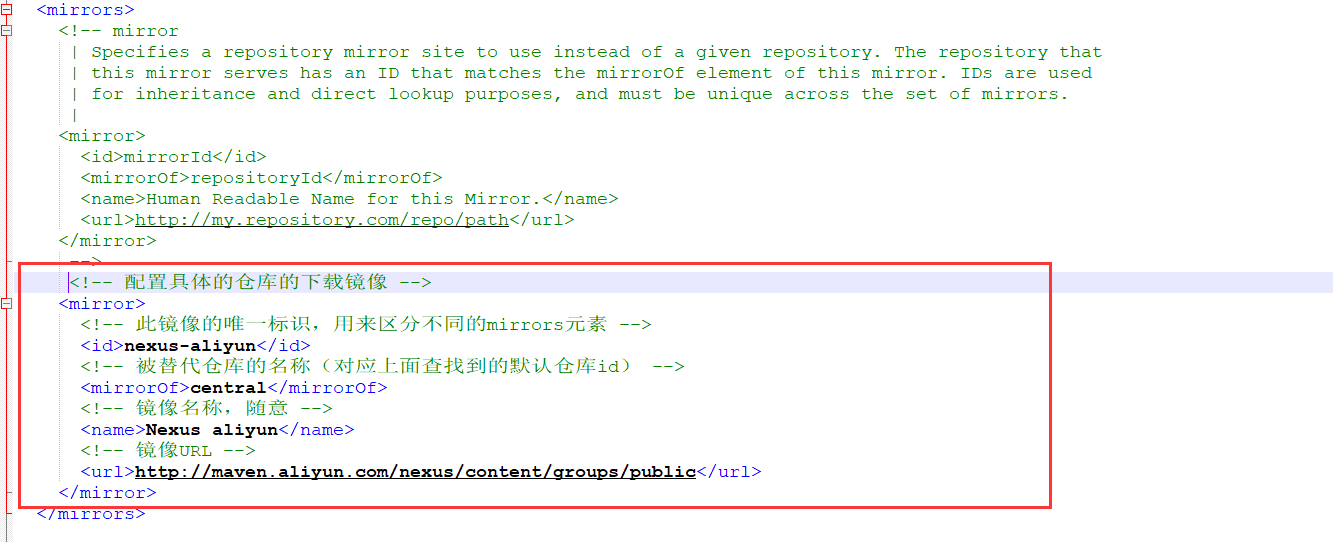 <mirrors>
<!-- mirror
| Specifies a repository mirror site to use instead of a given repository. The repository that
| this mirror serves has an ID that matches the mirrorOf element of this mirror. IDs are used
| for inheritance and direct lookup purposes, and must be unique across the set of mirrors.
|
<mirror>
<id>mirrorId</id>
<mirrorOf>repositoryId</mirrorOf>
<name>Human Readable Name for this Mirror.</name>
<url>http://my.repository.com/repo/path</url>
</mirror>
-->
<!-- 配置具体的仓库的下载镜像 -->
<mirror>
<!-- 此镜像的唯一标识，用来区分不同的mirrors元素 -->
<id>nexus-aliyun</id>
<!-- 被替代仓库的名称（对应上面查找到的默认仓库id） -->
<mirrorOf>central</mirrorOf>
<!-- 镜像名称，随意 -->
<name>Nexus aliyun</name>
<!-- 镜像URL -->
<url>http://maven.aliyun.com/nexus/content/groups/public</url>
</mirror>
</mirrors>